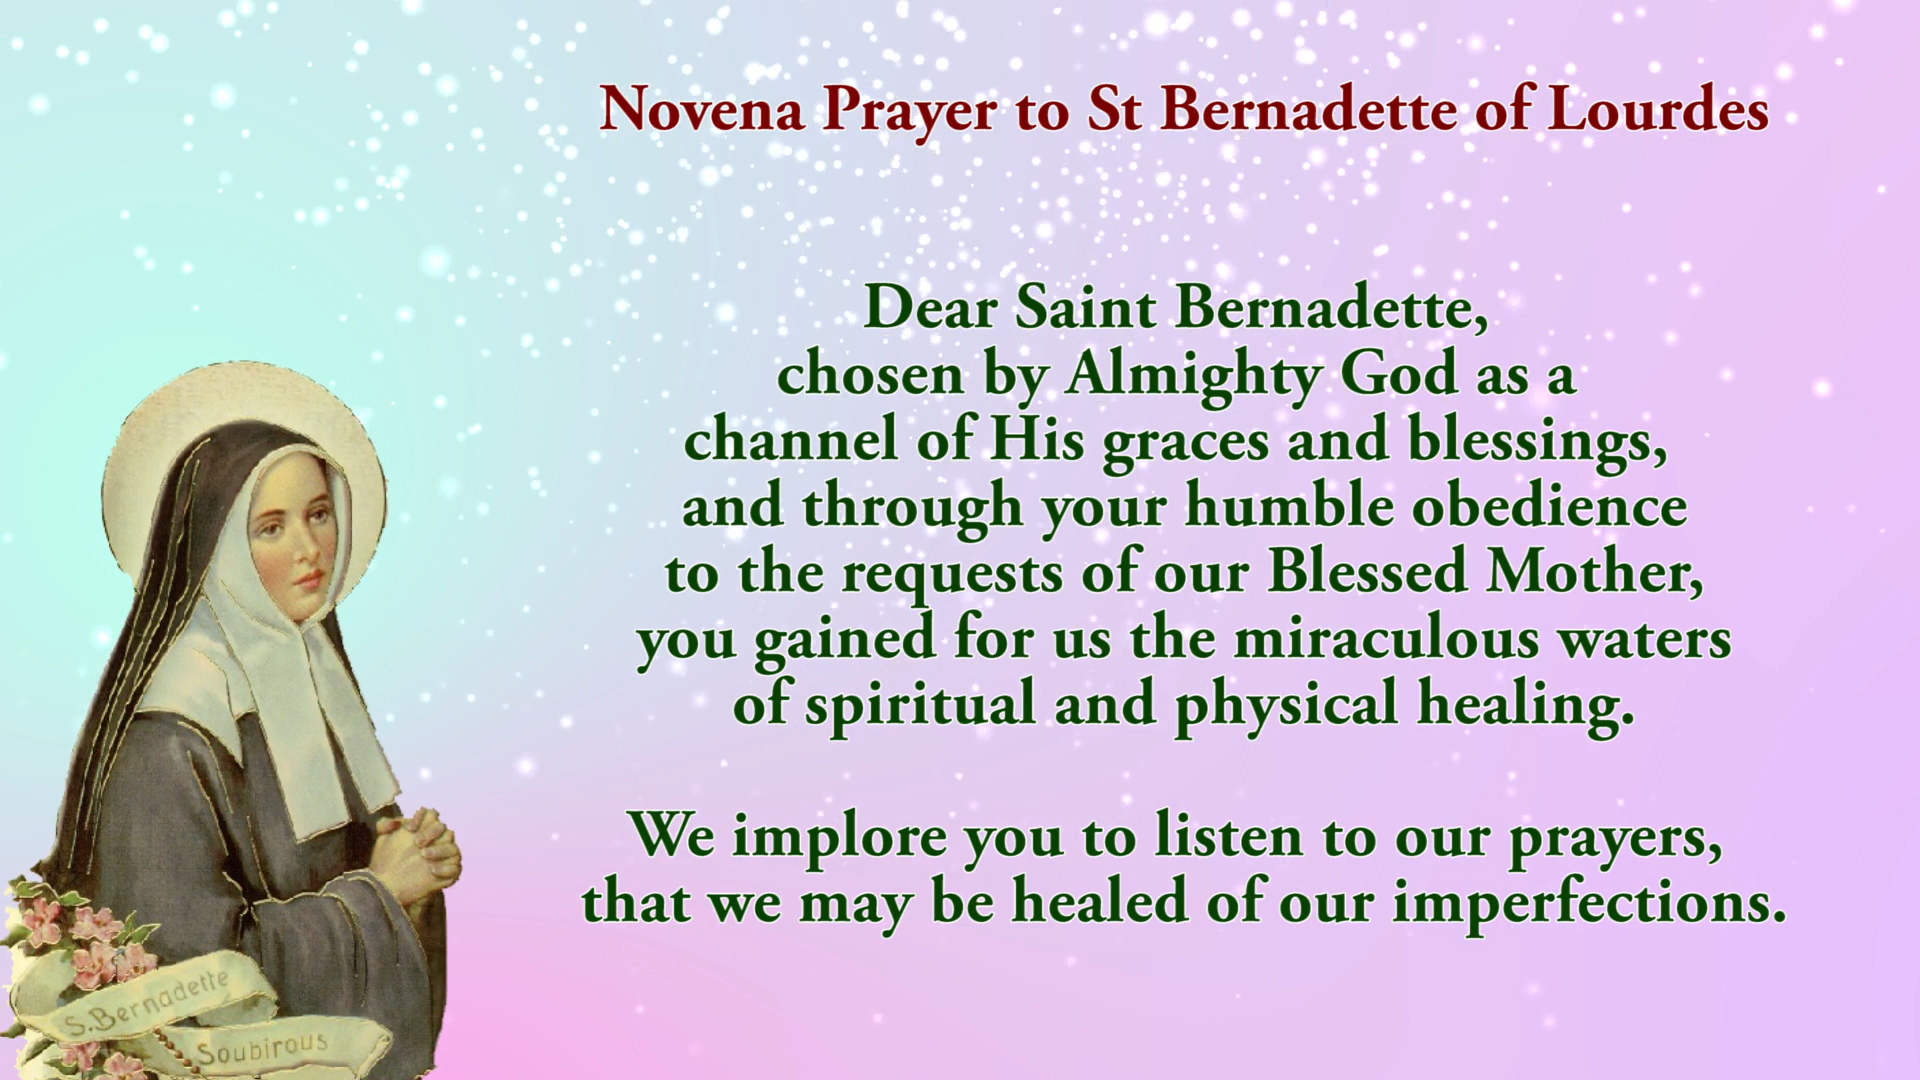 Novena Prayer to St Bernadette of Lourdes
Dear Saint Bernadette,
chosen by Almighty God as a
channel of His graces and blessings,
and through your humble obedience
to the requests of our Blessed Mother,
you gained for us the miraculous waters
of spiritual and physical healing.
We implore you to listen to our prayers,
that we may be healed of our imperfections.
S. Bernadette
Soubirous